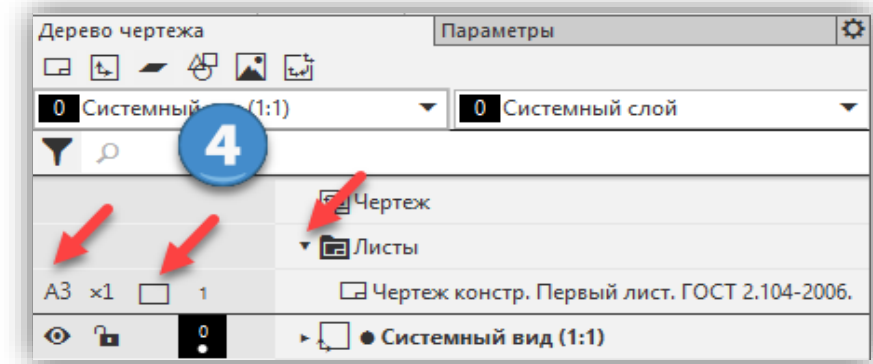 Дерево чертежа Параметры
0 Системный (1:1) 0 Системный слой
4
Чертеж
Листы
А3 ×1 1 Чертеж констр. Первый лист. ГОСТ 2.104-2006.
0 Системный вид (1:1)